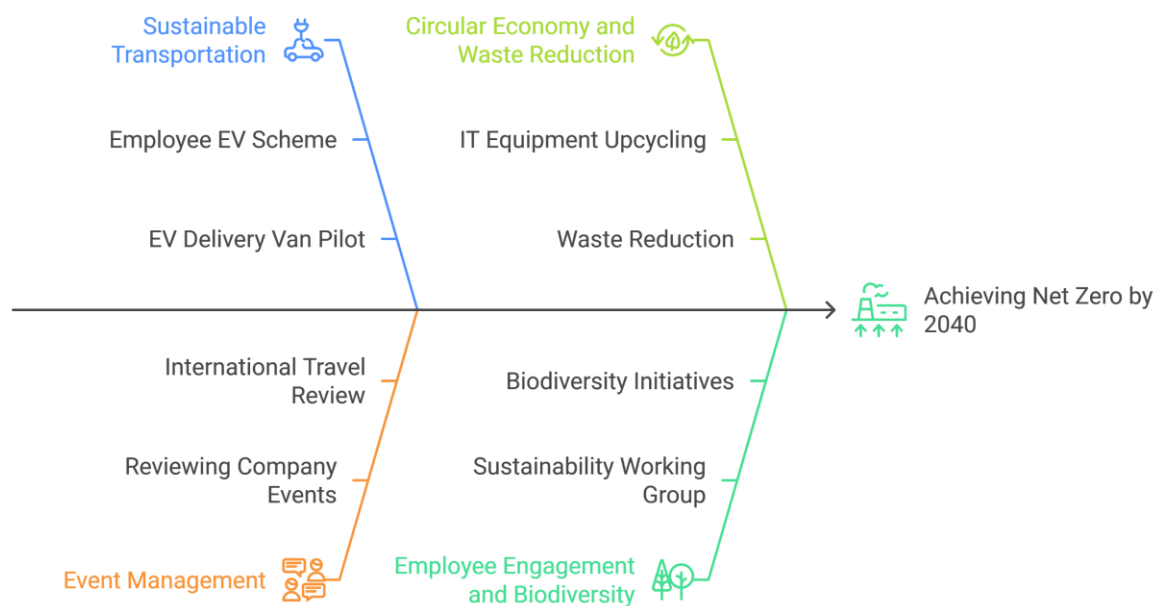 Sustainable
Transportation
Circular Economy and
Waste Reduction
Employee EV Scheme
IT Equipment Upcycling
EV Delivery Van Pilot
Waste Reduction
Achieving Net Zero by
2040
International Travel
Review
Biodiversity Initiatives
Reviewing Company
Events
Sustainability Working
Group
Event Management
Employee Engagement
and Biodiversity